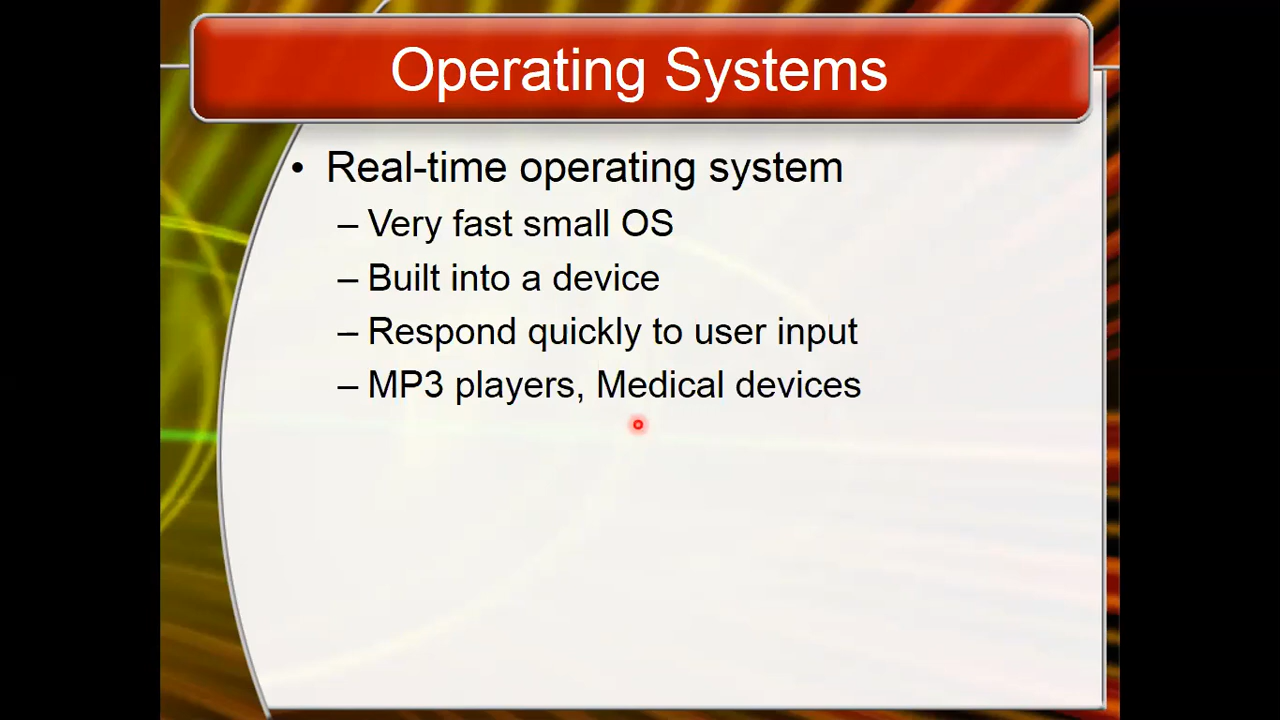 Operating Systems
• Real-time operating system
– Very fast small OS
– Built into a device
– Respond quickly to user input
– MP3 players, Medical devices